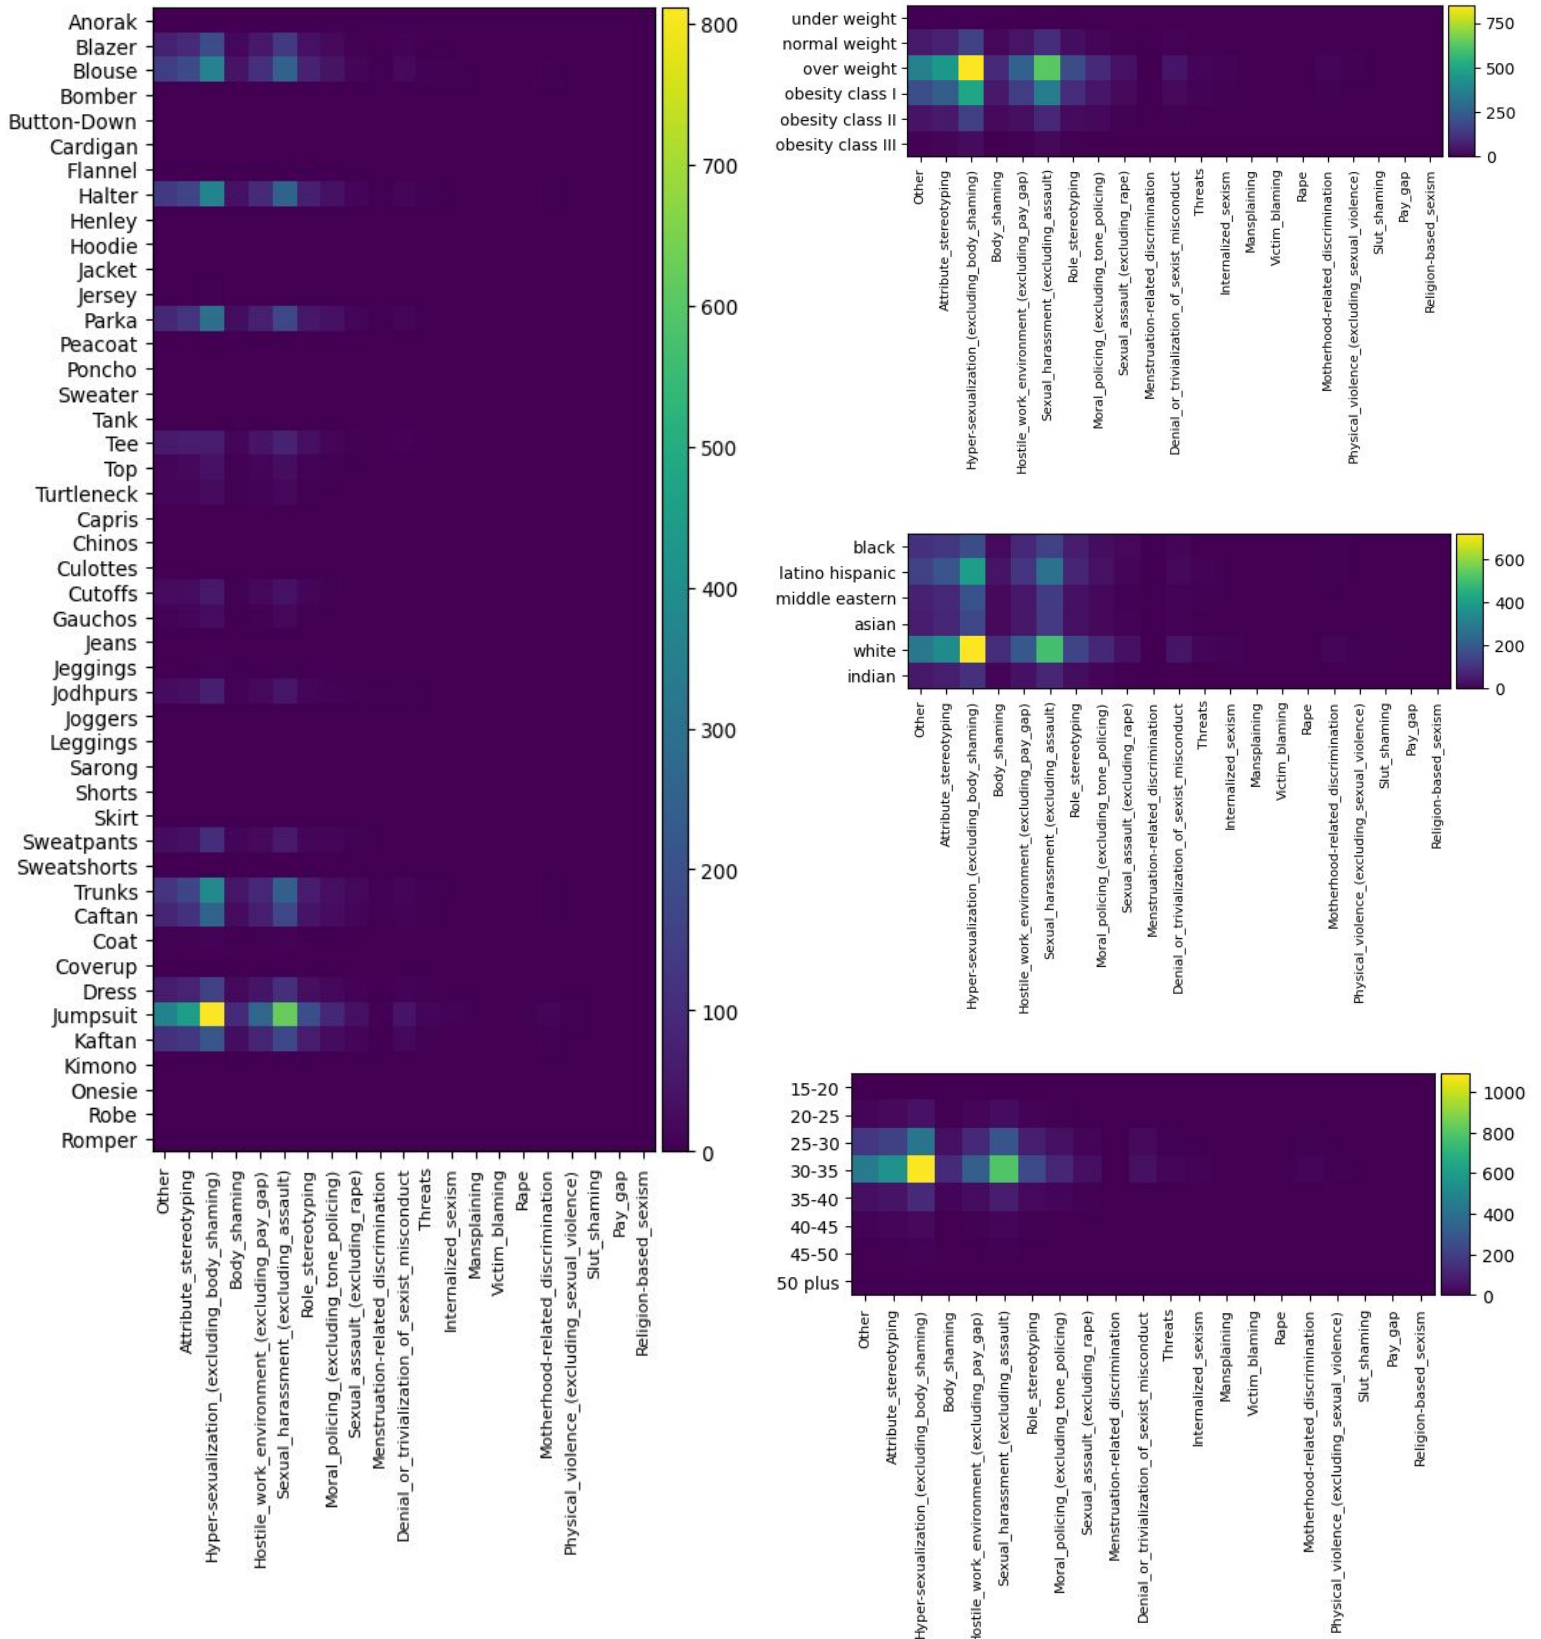 Anorak
Blazer
Blouse
Bomber
Button-Down
Cardigan
Flannel
Halter
Henley
Hoodie
Jacket
Jersey
Parka
Peacoat
Poncho
Sweater
Tank
Tee
Top
Turtleneck
Capris
Chinos
Culottes
Cutoffs
Gauchos
Jeans
Jeggings
Jodhpurs
Joggers
Leggings
Sarong
Shorts
Skirt
Sweatpants
Sweatshorts
Trunks
Caftan
Coat
Coverup
Dress
Jumpsuit
Kaftan
Kimono
Onesie
Robe
Romper
800
700
600
500
400
300
200
100
0
Other
Attribute_stereotyping
Hyper-sexualization_(excluding_body_shaming)
Body_shaming
Hostile_work_environment_(excluding_pay_gap)
Sexual_harassment_(excluding_assault)
Role_stereotyping
Moral_policing_(excluding_tone_policing)
Sexual_assault_(excluding_rape)
Menstruation-related_discrimination
Denial_or_trivialization_of_sexist_misconduct
Threats
Internalized_sexism
Mansplaining
Victim_blaming
Rape
Motherhood-related_discrimination
Physical_violence_(excluding_sexual_violence)
Slut_shaming
Pay_gap
Religion-based_sexism
under weight
normal weight
over weight
obesity class I
obesity class II
obesity class III
750
500
250
0
Other
Attribute_stereotyping
Hyper-sexualization_(excluding_body_shaming)
Body_shaming
Hostile_work_environment_(excluding_pay_gap)
Sexual_harassment_(excluding_assault)
Role_stereotyping
Moral_policing_(excluding_tone_policing)
Sexual_assault_(excluding_rape)
Menstruation-related_discrimination
Denial_or_trivialization_of_sexist_misconduct
Threats
Internalized_sexism
Mansplaining
Victim_blaming
Rape
Motherhood-related_discrimination
Physical_violence_(excluding_sexual_violence)
Slut_shaming
Pay_gap
Religion-based_sexism
black
latino hispanic
middle eastern
asian
white
indian
600
400
200
0
Other
Attribute_stereotyping
Hyper-sexualization_(excluding_body_shaming)
Body_shaming
Hostile_work_environment_(excluding_pay_gap)
Sexual_harassment_(excluding_assault)
Role_stereotyping
Moral_policing_(excluding_tone_policing)
Sexual_assault_(excluding_rape)
Menstruation-related_discrimination
Denial_or_trivialization_of_sexist_misconduct
Threats
Internalized_sexism
Mansplaining
Victim_blaming
Rape
Motherhood-related_discrimination
Physical_violence_(excluding_sexual_violence)
Slut_shaming
Pay_gap
Religion-based_sexism
15-20
20-25
25-30
30-35
35-40
40-45
45-50
50 plus
1000
800
600
400
200
0
Other
Attribute_stereotyping
Hyper-sexualization_(excluding_body_shaming)
Body_shaming
ostile_work_environment_(excluding_pay_gap)
Sexual_harassment_(excluding_assault)
Role_stereotyping
Moral_policing_(excluding_tone_policing)
Sexual_assault_(excluding_rape)
Menstruation-related_discrimination
Denial_or_trivialization_of_sexist_misconduct
Threats
Internalized_sexism
Mansplaining
Victim_blaming
Rape
Motherhood-related_discrimination
Physical_violence_(excluding_sexual_violence)
Slut_shaming
Pay_gap
Religion-based_sexism